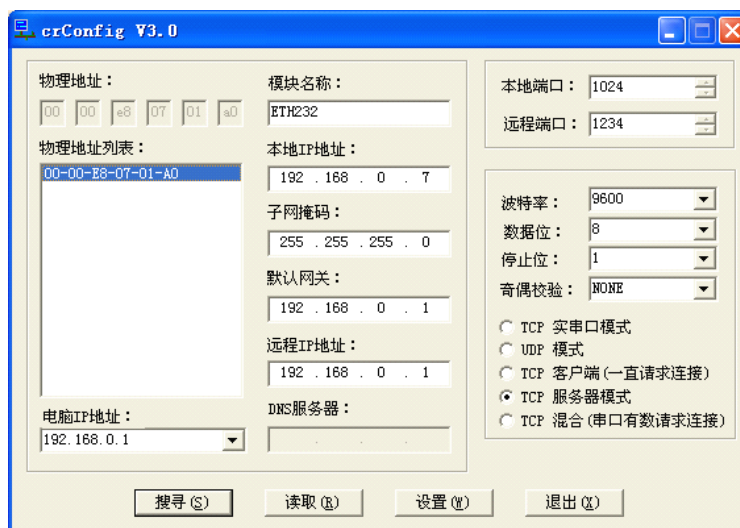 crConfig V3.0
物理地址：
00 00 e8 07 01 a0
物理地址列表：
00-00-E8-07-01-A0
电脑IP地址：
192.168.0.1
模块名称：
ETH232
本地IP地址：
192 . 168 . 0 . 7
子网掩码：
255 . 255 . 255 . 0
默认网关：
192 . 168 . 0 . 1
远程IP地址：
192 . 168 . 0 . 1
DNS服务器：
. . .
本地端口： 1024
远程端口： 1234
波特率： 9600
数据位： 8
停止位： 1
奇偶校验： NONE
TCP 实串口模式
UDP 模式
TCP 客户端(一直请求连接)
TCP 服务器模式
TCP 混合(串口有数请求连接)
搜寻(S) 读取(R) 设置(W) 退出(X)